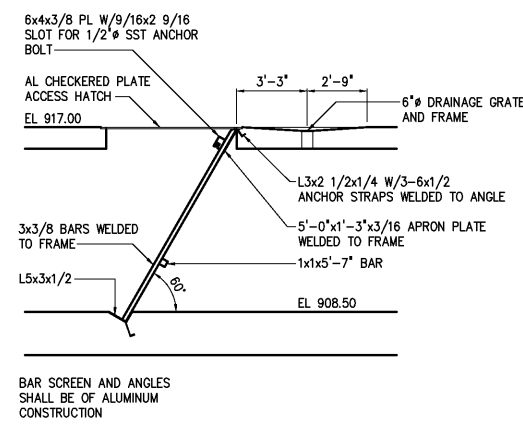 6x4x3/8 PL W/9/16x2 9/16
SLOT FOR 1/2"ø SST ANCHOR
BOLT
AL CHECKERED PLATE
ACCESS HATCH
EL 917.00
3'-3"
2'-9"
6"ø DRAINAGE GRATE
AND FRAME
L3x2 1/2x1/4 W/3-6x1/2
ANCHOR STRAPS WELDED TO ANGLE
5'-0"x1'-3"x3/16 APRON PLATE
WELDED TO FRAME
3x3/8 BARS WELDED
TO FRAME
1x1x5'-7" BAR
L5x3x1/2
60°
EL 908.50
BAR SCREEN AND ANGLES
SHALL BE OF ALUMINUM
CONSTRUCTION